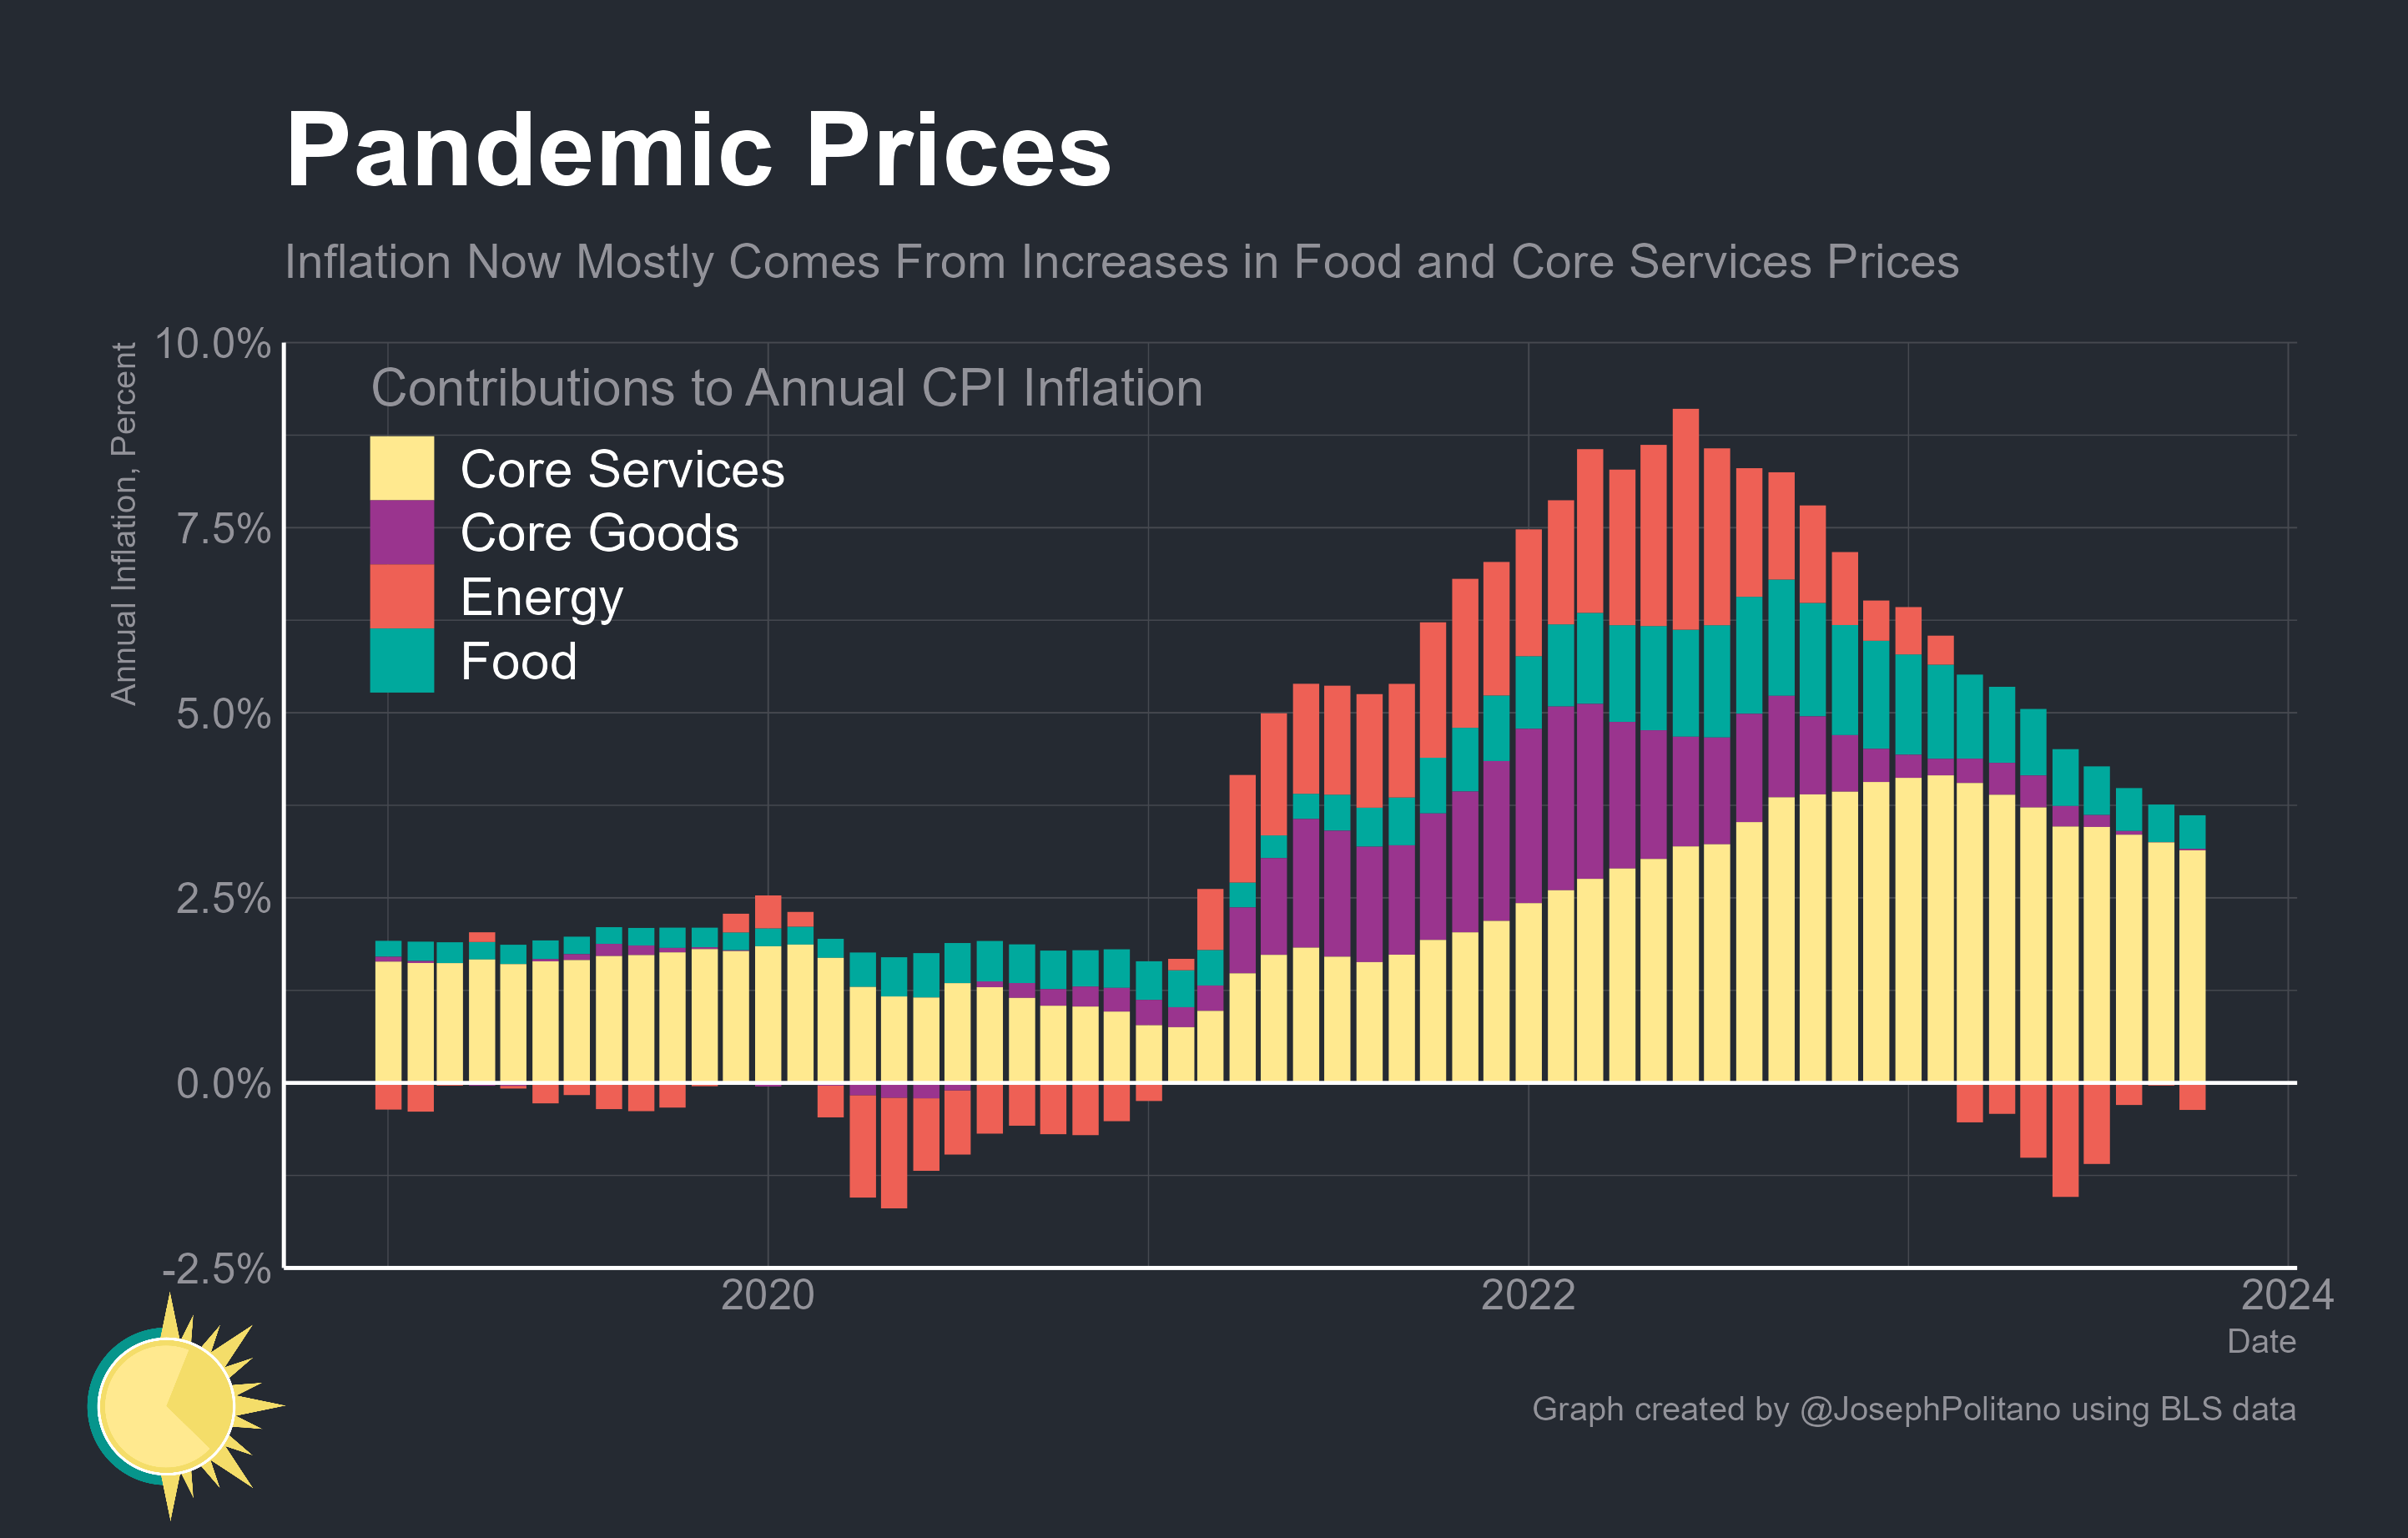 Pandemic Prices
Inflation Now Mostly Comes From Increases in Food and Core Services Prices
Annual Inflation, Percent
10.0%
7.5%
5.0%
2.5%
0.0%
-2.5%
Contributions to Annual CPI Inflation
Core Services
Core Goods
Energy
Food
2020
2022
2024
Date
Graph created by @JosephPolitano using BLS data